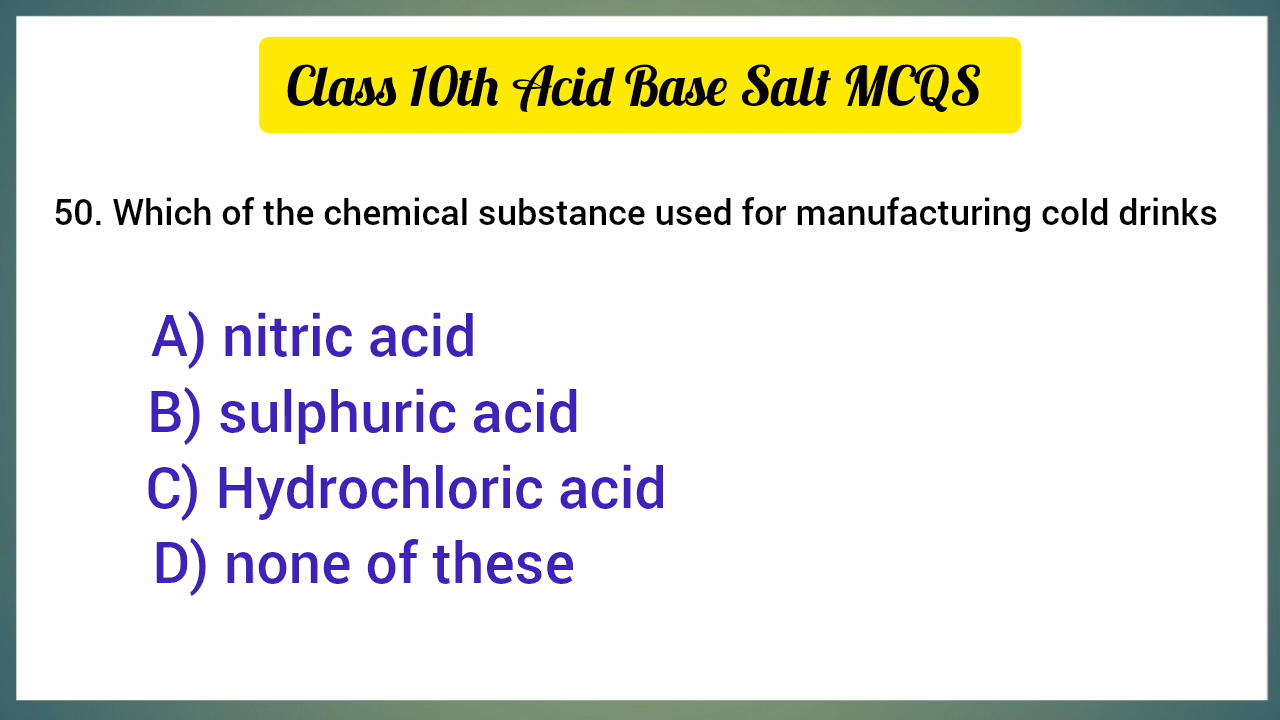 Class 10th Acid Base Salt MCQS
50. Which of the chemical substance used for manufacturing cold drinks
A) nitric acid
B) sulphuric acid
C) Hydrochloric acid
D) none of these